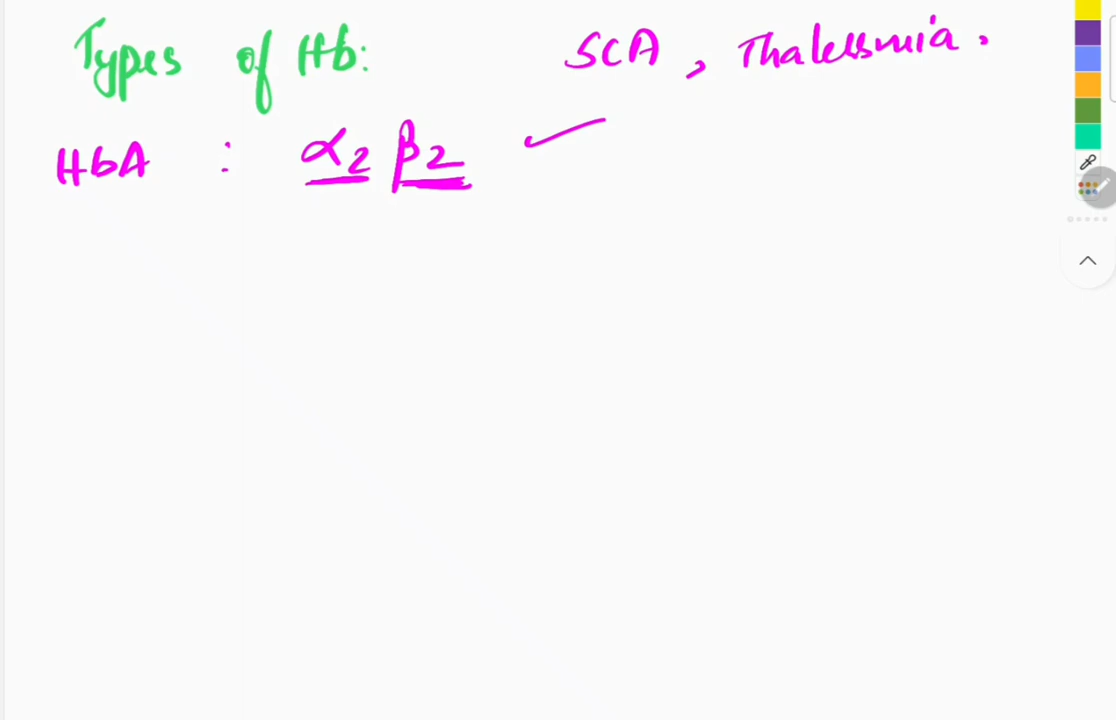 Types of Hb: SCA, Thalessmia.
HbA : α2 β2